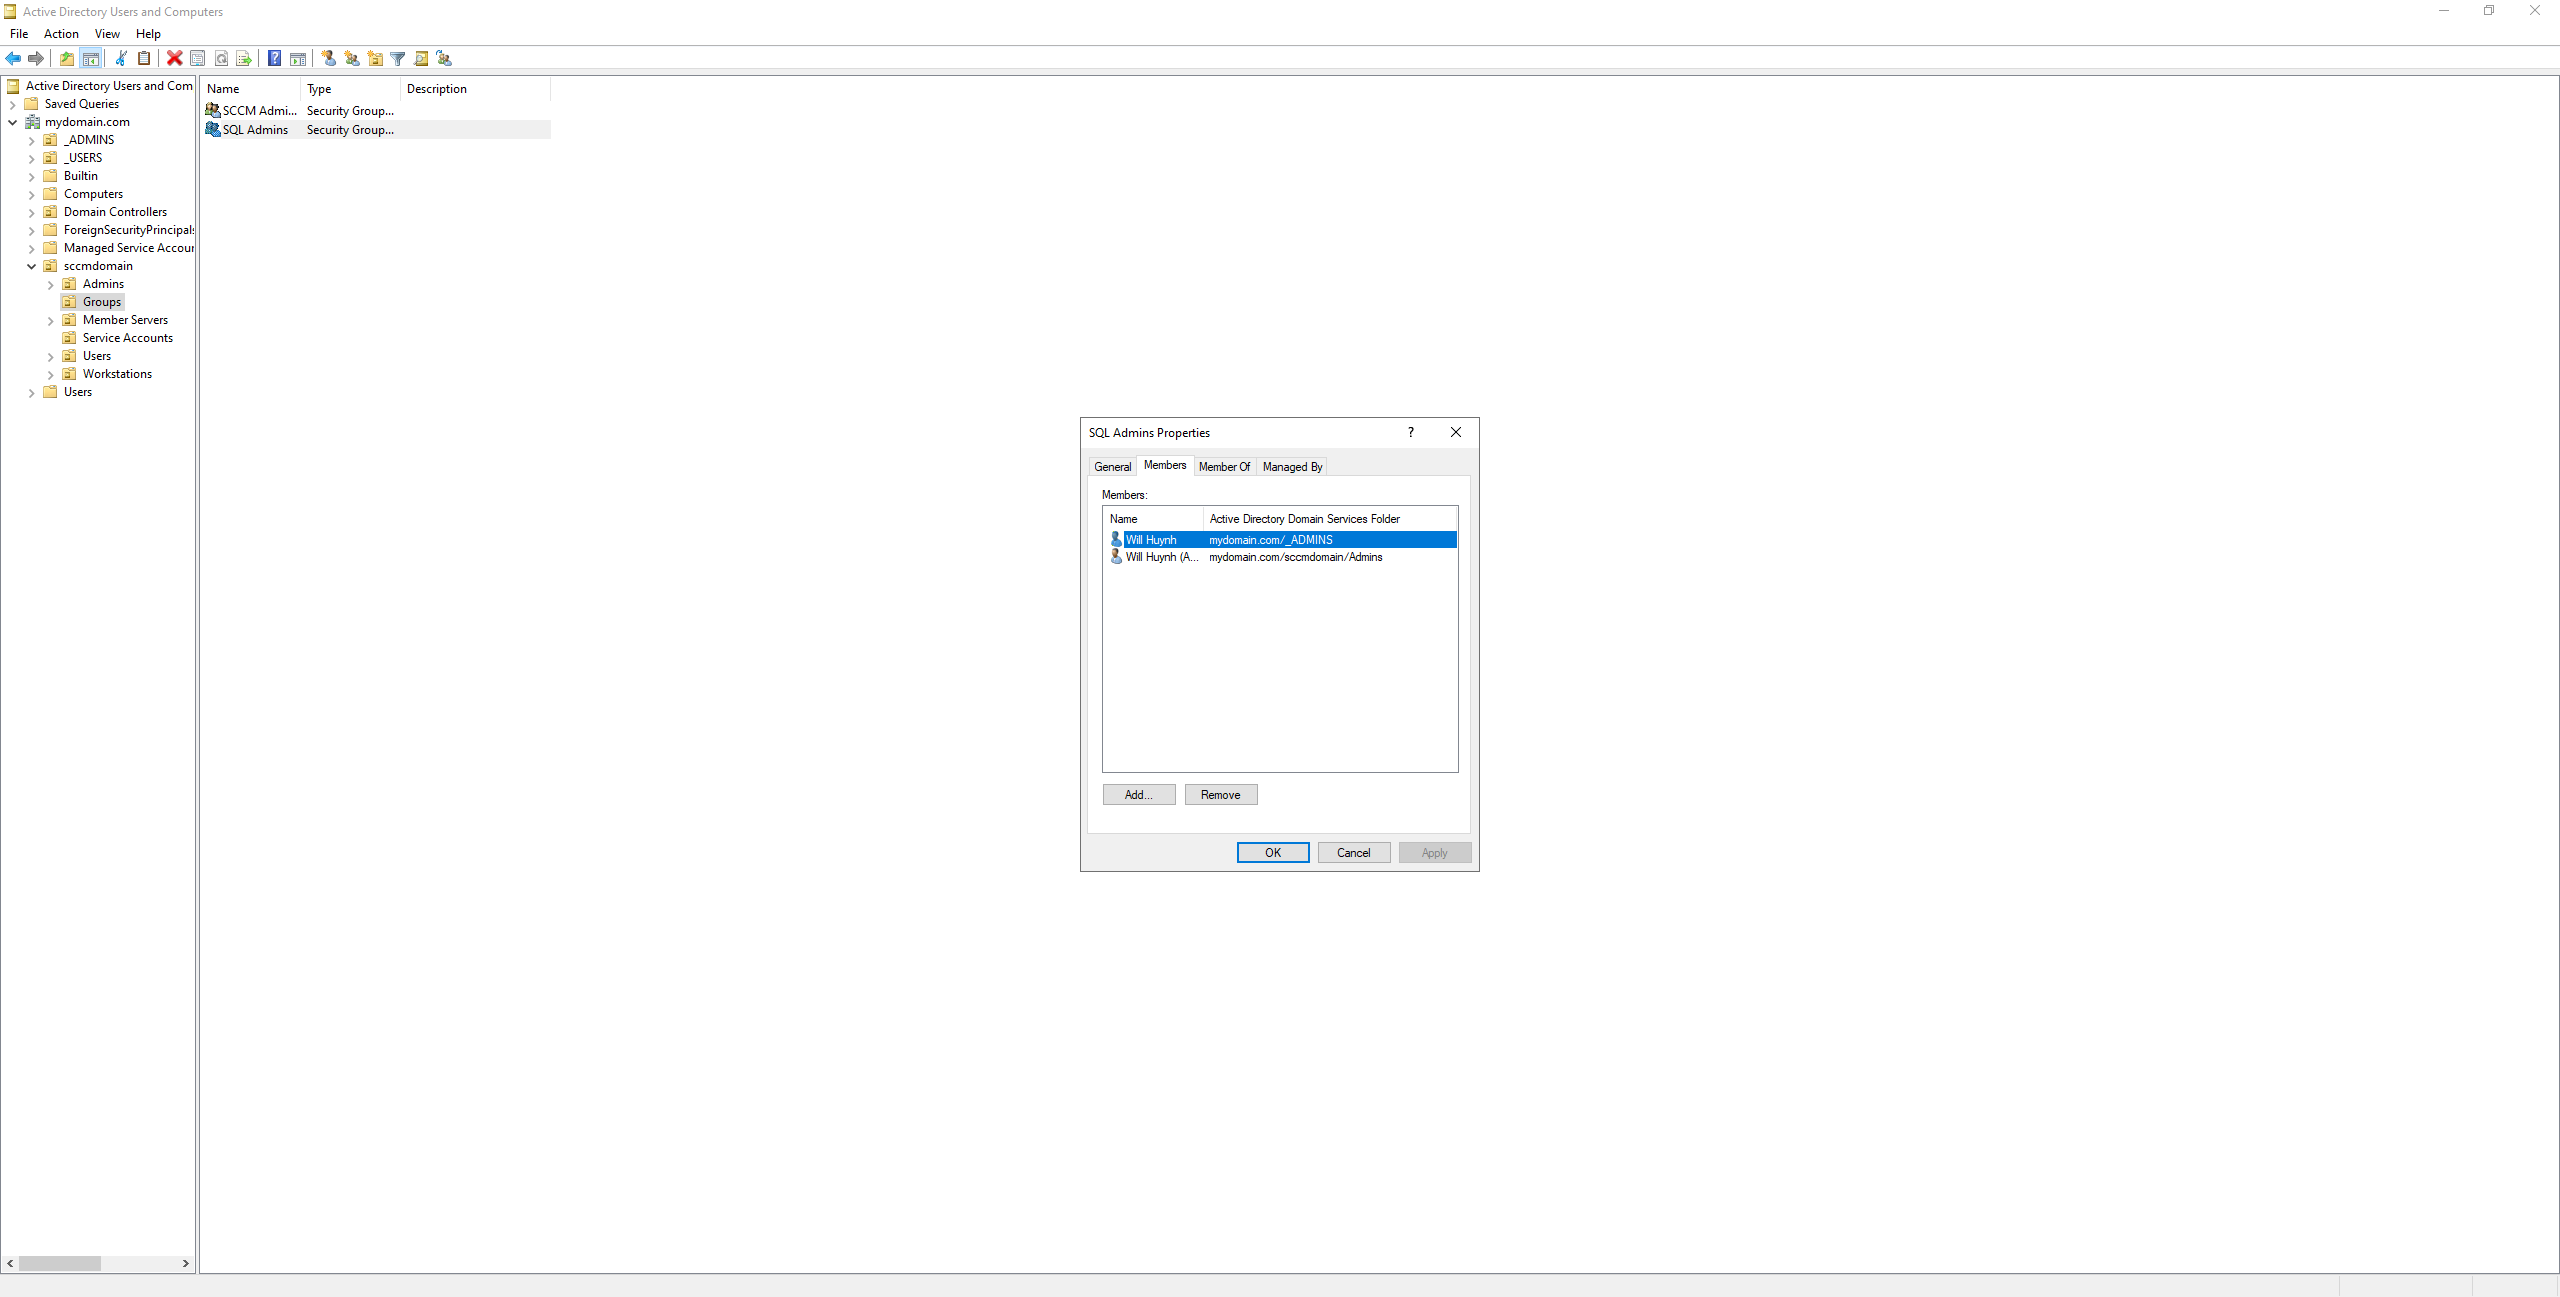 Active Directory Users and Computers
File Action View Help
Active Directory Users and Com
Saved Queries
mydomain.com
_ADMINS
_USERS
Builtin
Computers
Domain Controllers
ForeignSecurityPrincipals
Managed Service Accour
sccmdomain
Admins
Groups
Member Servers
Service Accounts
Users
Workstations
Users
Name Type Description
SCCM Admi... Security Group...
SQL Admins Security Group...
SQL Admins Properties ?
General Members Member Of Managed By
Members:
Name Active Directory Domain Services Folder
Will Huynh mydomain.com/_ADMINS
Will Huynh (A... mydomain.com/sccmdomain/Admins
Add... Remove
OK Cancel Apply